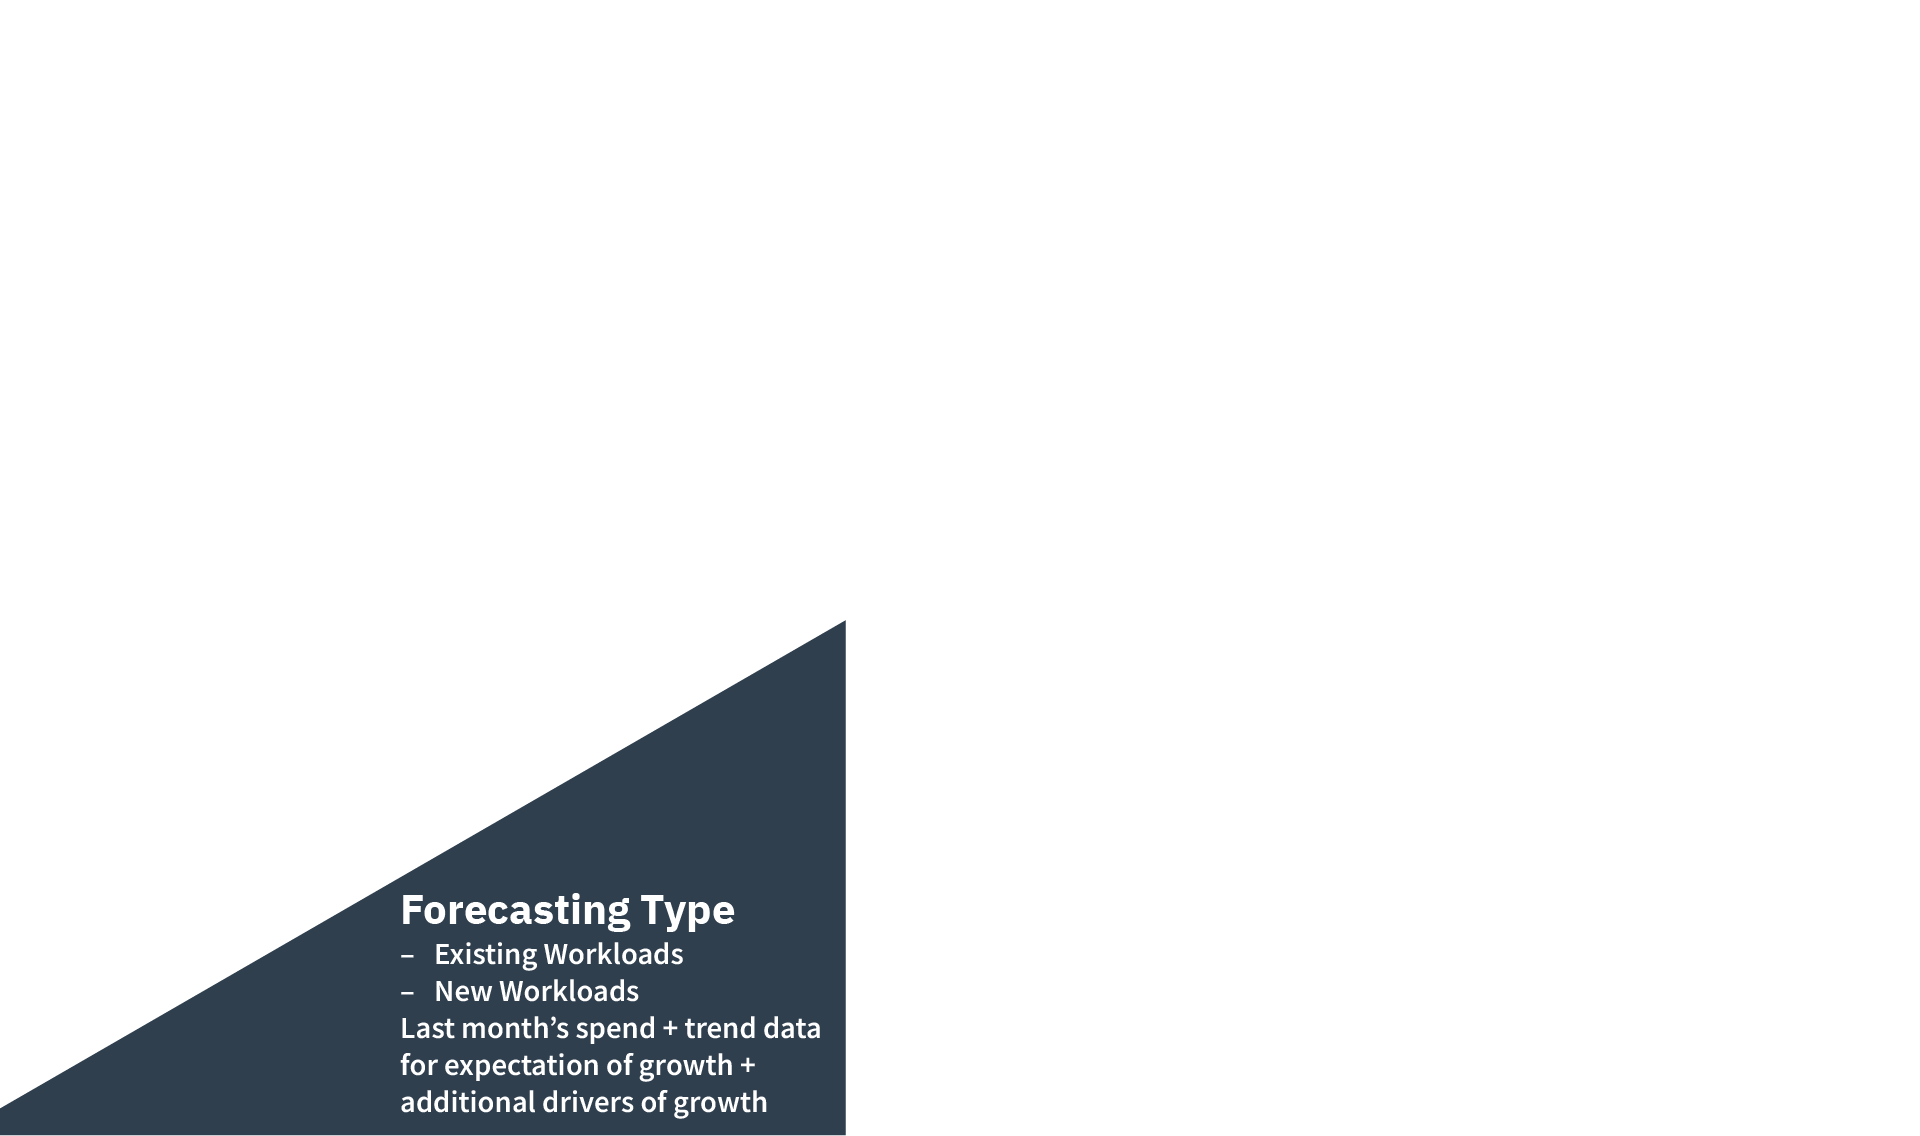 Forecasting Type
– Existing Workloads
– New Workloads
Last month’s spend + trend data
for expectation of growth +
additional drivers of growth